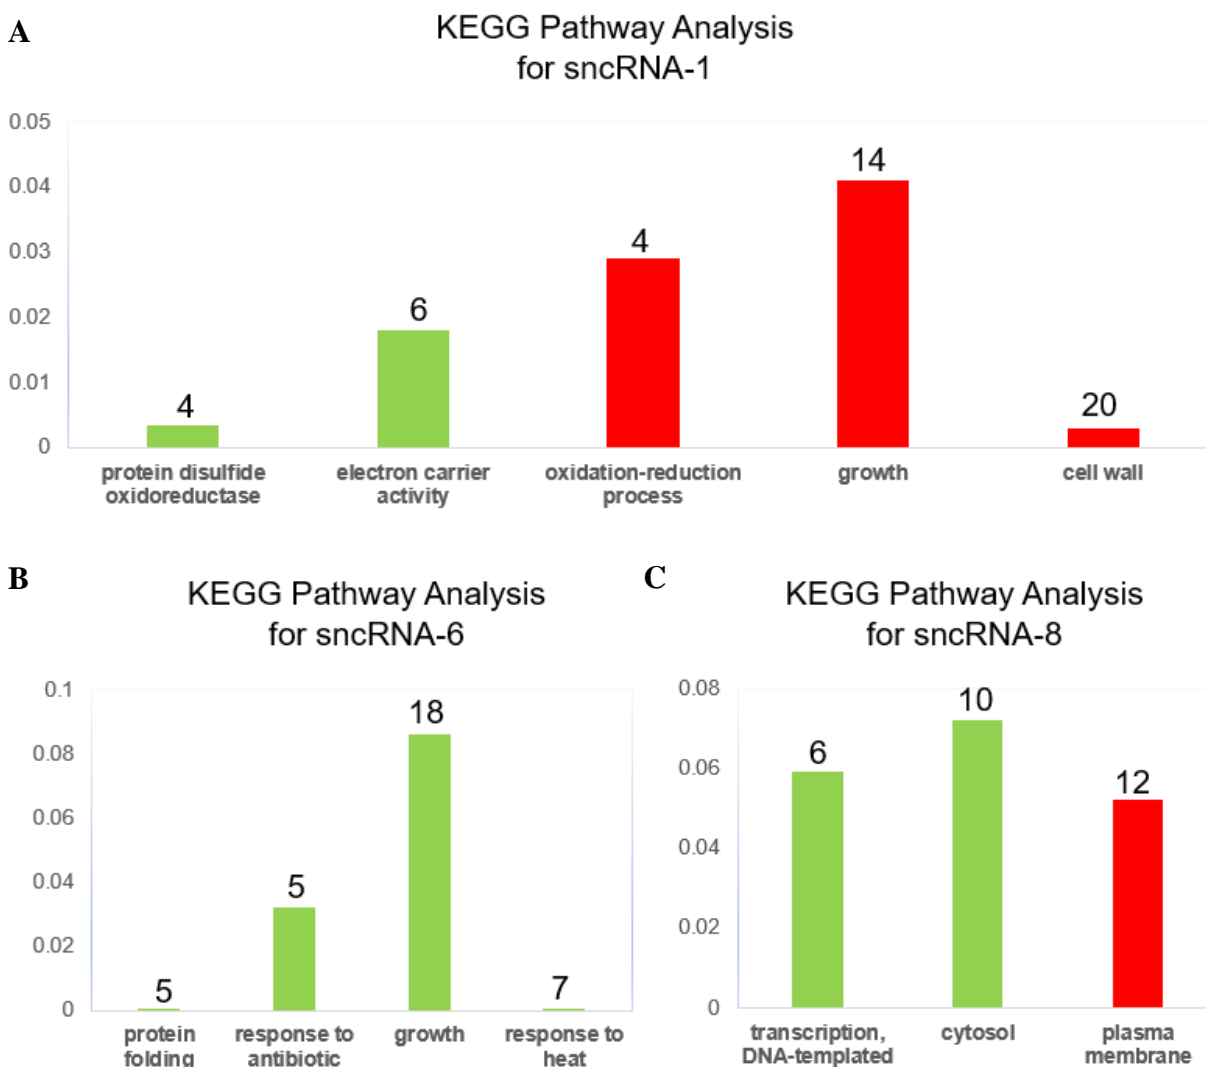 A
KEGG Pathway Analysis
for sncRNA-1
0.05
0.04
0.03
0.02
0.01
0
4
6
4
14
20
protein disulfide
oxidoreductase
electron carrier
activity
oxidation-reduction
process
growth
cell wall
B
KEGG Pathway Analysis
for sncRNA-6
0.1
0.08
0.06
0.04
0.02
0
5
5
18
7
protein
folding
response to
antibiotic
growth
response to
heat
C
KEGG Pathway Analysis
for sncRNA-8
0.08
0.06
0.04
0.02
0
6
10
12
transcription,
DNA-templated
cytosol
plasma
membrane